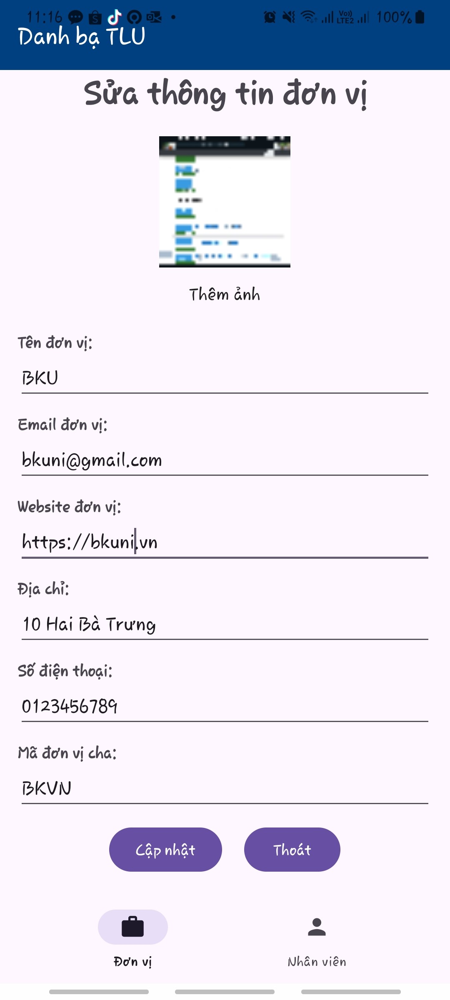 11:16 Vo)) LTE2 100%
Danh bạ TLU
Sửa thông tin đơn vị
Thêm ảnh
Tên đơn vị:
BKU
Email đơn vị:
bkuni@gmail.com
Website đơn vị:
https://bkuni.vn
Địa chỉ:
10 Hai Bà Trưng
Số điện thoại:
0123456789
Mã đơn vị cha:
BKVN
Cập nhật Thoát
Đơn vị Nhân viên